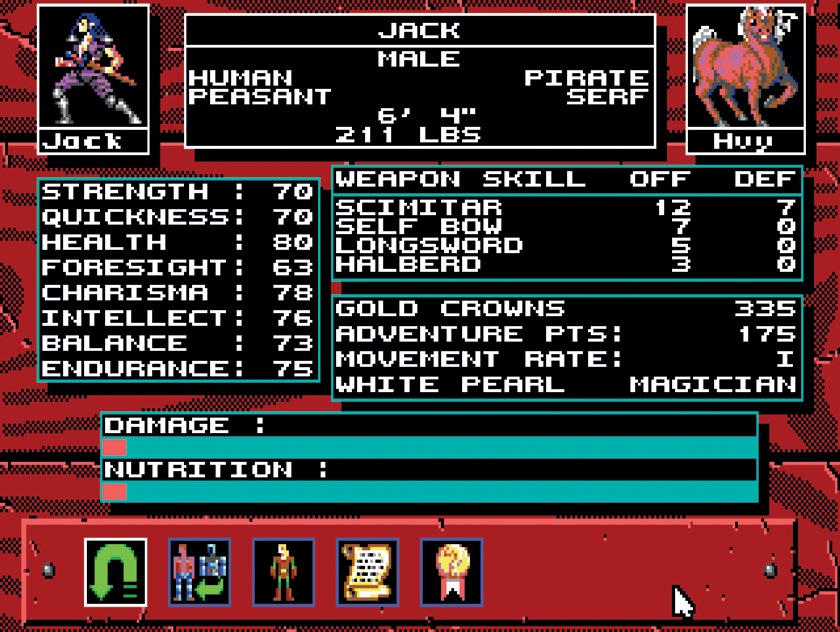 JACK
MALE
HUMAN PIRATE
PEASANT SERF
6' 4"
211 LBS
Jack
Huy
STRENGTH : 70
QUICKNESS: 70
HEALTH : 80
FORESIGHT: 63
CHARISMA : 78
INTELLECT: 76
BALANCE : 73
ENDURANCE: 75
WEAPON SKILL OFF DEF
SCIMITAR 12 7
SELF BOW 7 0
LONGSWORD 5 0
HALBERD 3 0
GOLD CROWNS 335
ADVENTURE PTS: 175
MOVEMENT RATE: I
WHITE PEARL MAGICIAN
DAMAGE :
NUTRITION :